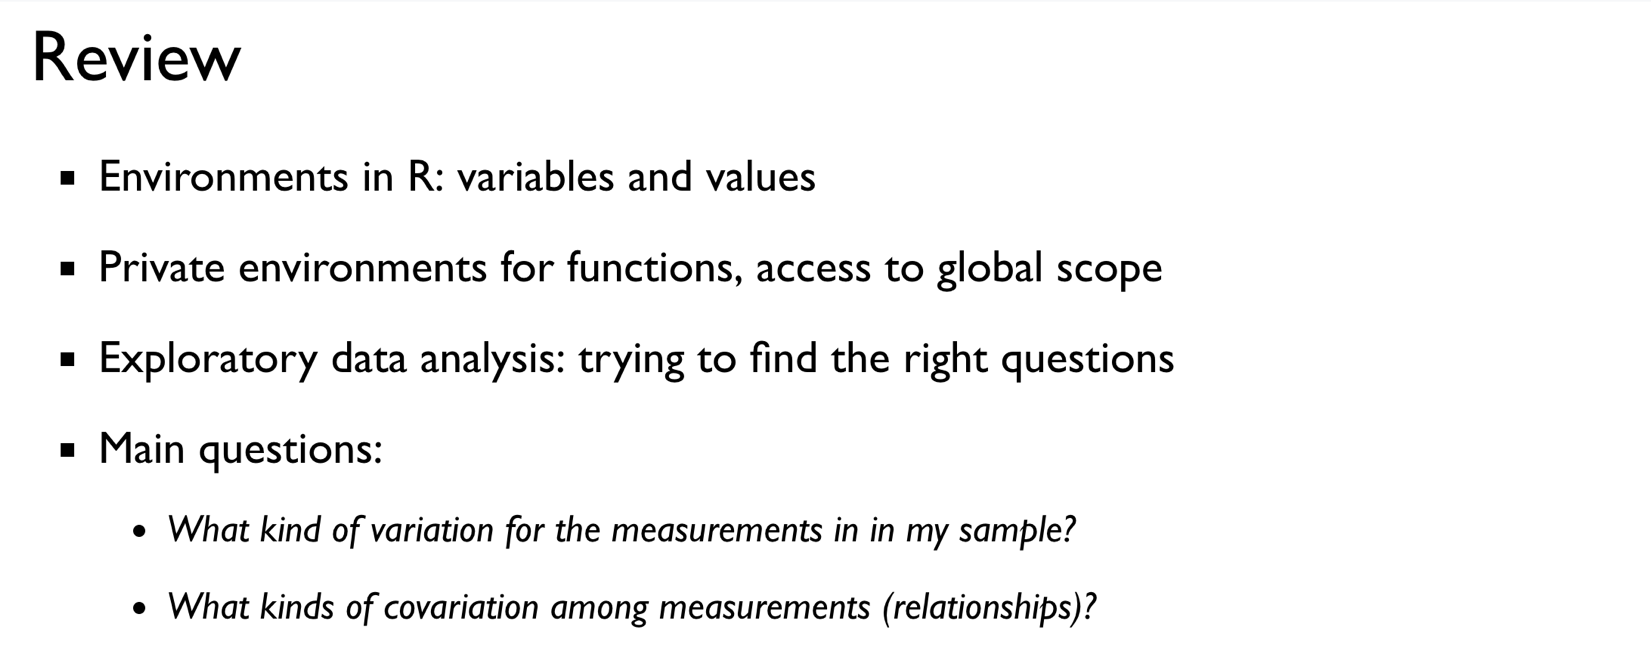 Review
▪ Environments in R: variables and values
▪ Private environments for functions, access to global scope
▪ Exploratory data analysis: trying to find the right questions
▪ Main questions:
• What kind of variation for the measurements in in my sample?
• What kinds of covariation among measurements (relationships)?